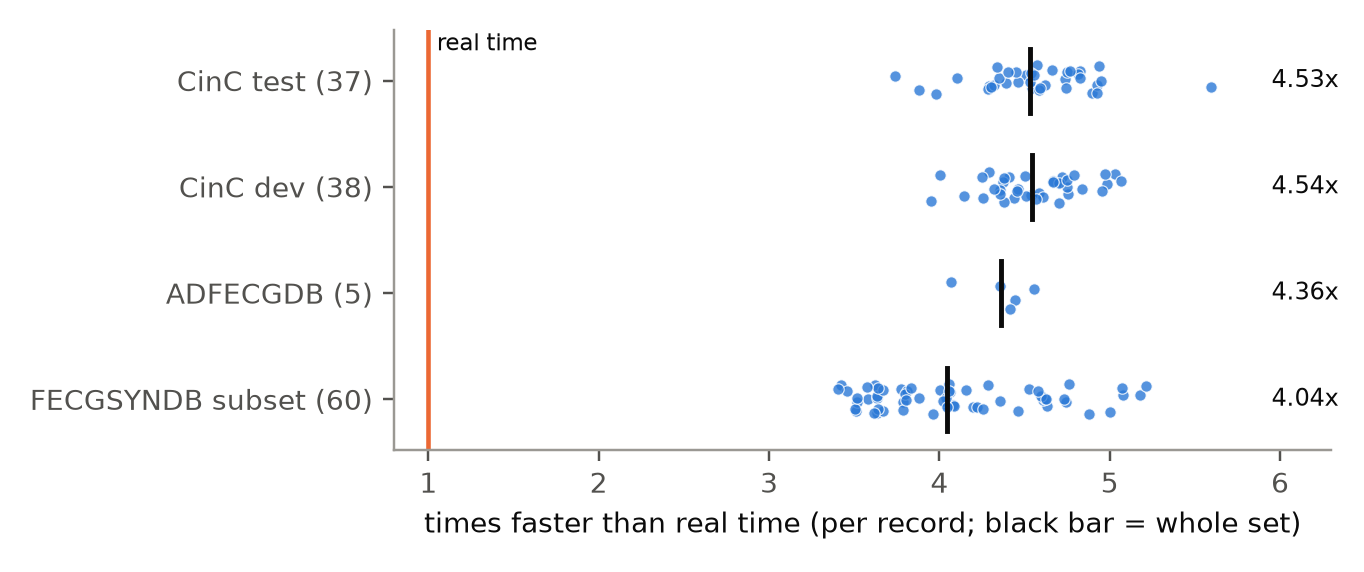 real time
CinC test (37)
4.53x
CinC dev (38)
4.54x
ADFECGDB (5)
4.36x
FECGSYNDB subset (60)
4.04x
1 2 3 4 5 6
times faster than real time (per record; black bar = whole set)